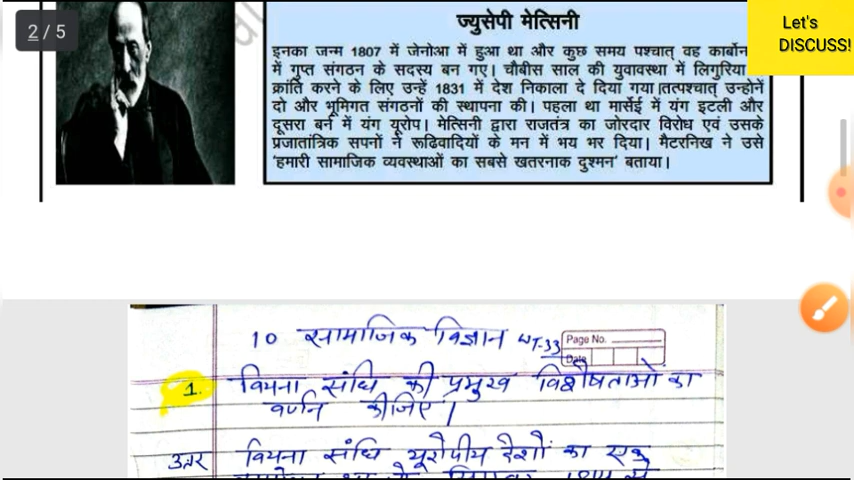 2 / 5
Let's
DISCUSS!
ज्युसेपी मेत्सिनी
इनका जन्म 1807 में जेनोआ में हुआ था और कुछ समय पश्चात् वह कार्बोन
में गुप्त संगठन के सदस्य बन गए। चौबीस साल की युवावस्था में लिगुरिया
क्रांति करने के लिए उन्हें 1831 में देश निकाला दे दिया गया।तत्पश्चात् उन्होनें
दो और भूमिगत संगठनों की स्थापना की। पहला था मार्सेई में यंग इटली और
दूसरा बर्न में यंग यूरोप। मेत्सिनी द्वारा राजतंत्र का जोरदार विरोध एवं उसके
प्रजातांत्रिक सपनों ने रूढिवादियों के मन में भय भर दिया। मैटरनिख ने उसे
'हमारी सामाजिक व्यवस्थाओं का सबसे खतरनाक दुश्मन' बताया।
10 सामाजिक विज्ञान WT-33
Page No.
Date
1. वियना संधि की प्रमुख विशेषताओं का
वर्णन कीजिए।
उत्तर वियना संधि यूरोपीय देशों का एक